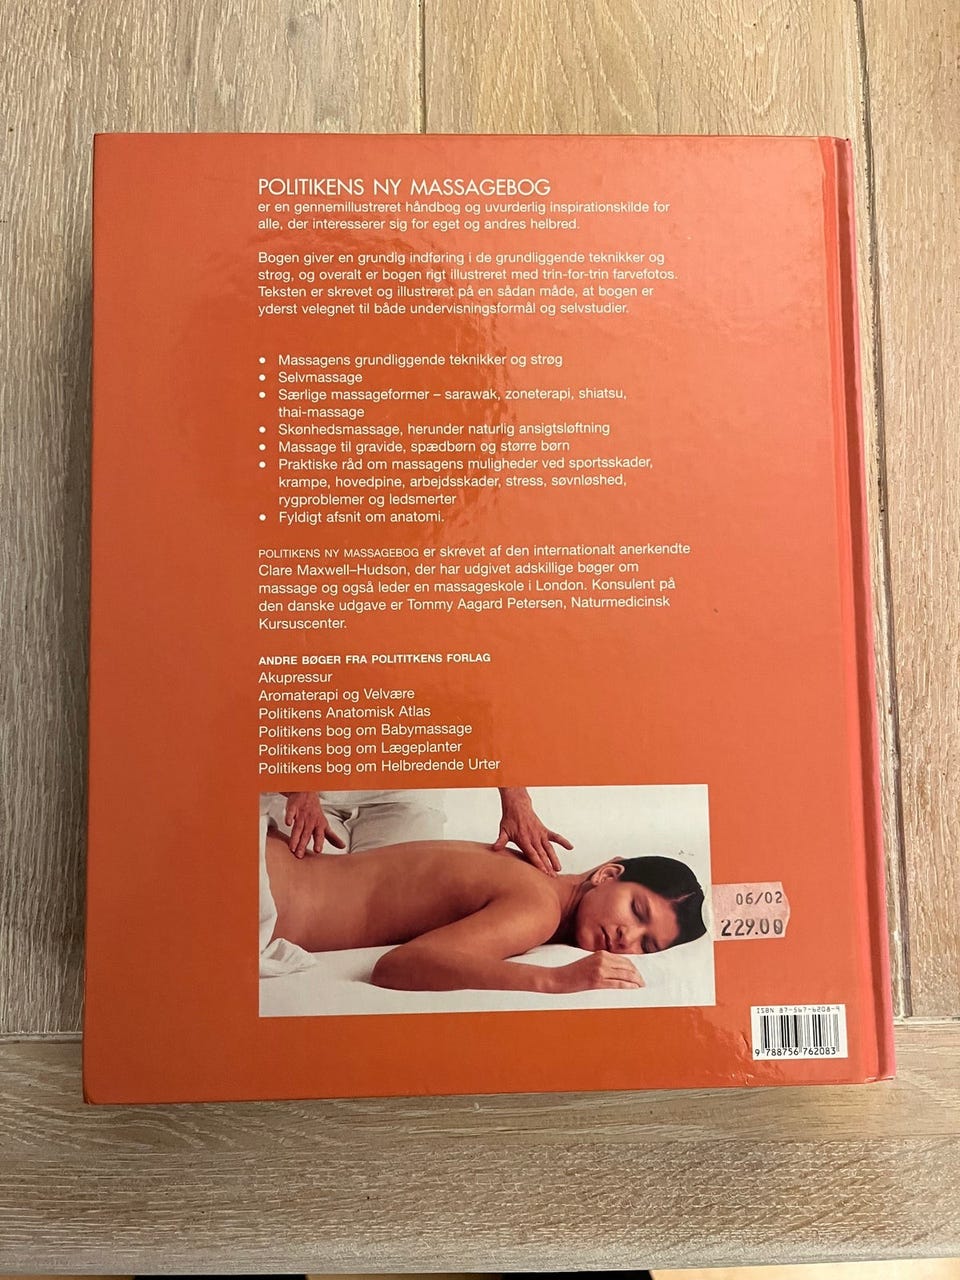 POLITIKENS NY MASSAGEBOG
er en gennemillustreret håndbog og uvurderlig inspirationskilde for
alle, der interesserer sig for eget og andres helbred.
Bogen giver en grundig indføring i de grundliggende teknikker og
strøg, og overalt er bogen rigt illustreret med trin-for-trin farvefotos.
Teksten er skrevet og illustreret på en sådan måde, at bogen er
yderst velegnet til både undervisningsformål og selvstudier.
• Massagens grundliggende teknikker og strøg
• Selvmassage
• Særlige massageformer – sarawak, zoneterapi, shiatsu,
thai-massage
• Skønhedsmassage, herunder naturlig ansigtsløftning
• Massage til gravide, spædbørn og større børn
• Praktiske råd om massagens muligheder ved sportsskader,
krampe, hovedpine, arbejdsskader, stress, søvnløshed,
rygproblemer og ledsmerter
• Fyldigt afsnit om anatomi.
POLITIKENS NY MASSAGEBOG er skrevet af den internationalt anerkendte
Clare Maxwell–Hudson, der har udgivet adskillige bøger om
massage og også leder en massageskole i London. Konsulent på
den danske udgave er Tommy Aagard Petersen, Naturmedicinsk
Kursuscenter.
ANDRE BØGER FRA POLITITKENS FORLAG
Akupressur
Aromaterapi og Velvære
Politikens Anatomisk Atlas
Politikens bog om Babymassage
Politikens bog om Lægeplanter
Politikens bog om Helbredende Urter
06/02
229.00
ISBN 87-567-6208-9
9 788756 762083